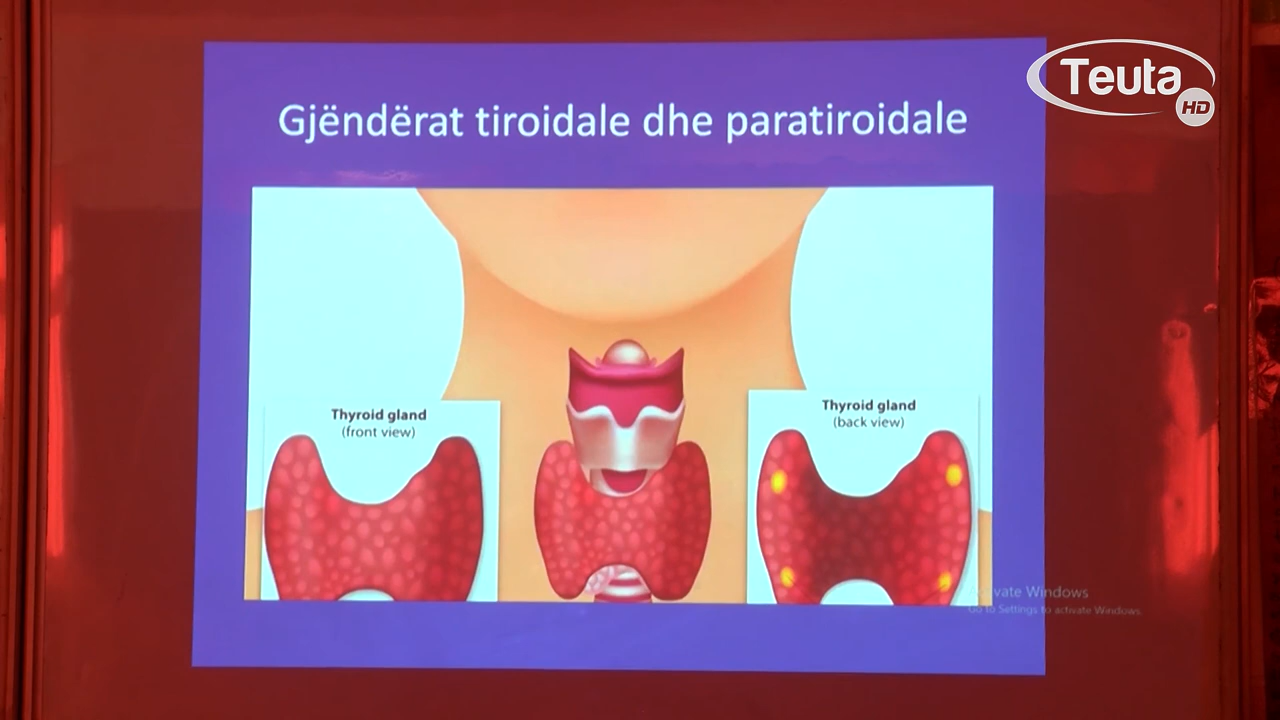 Teuta
HD
Gjëndërat tiroidale dhe paratiroidale
Thyroid gland
(front view)
Thyroid gland
(back view)
Activate Windows
Go to Settings to activate Windows.